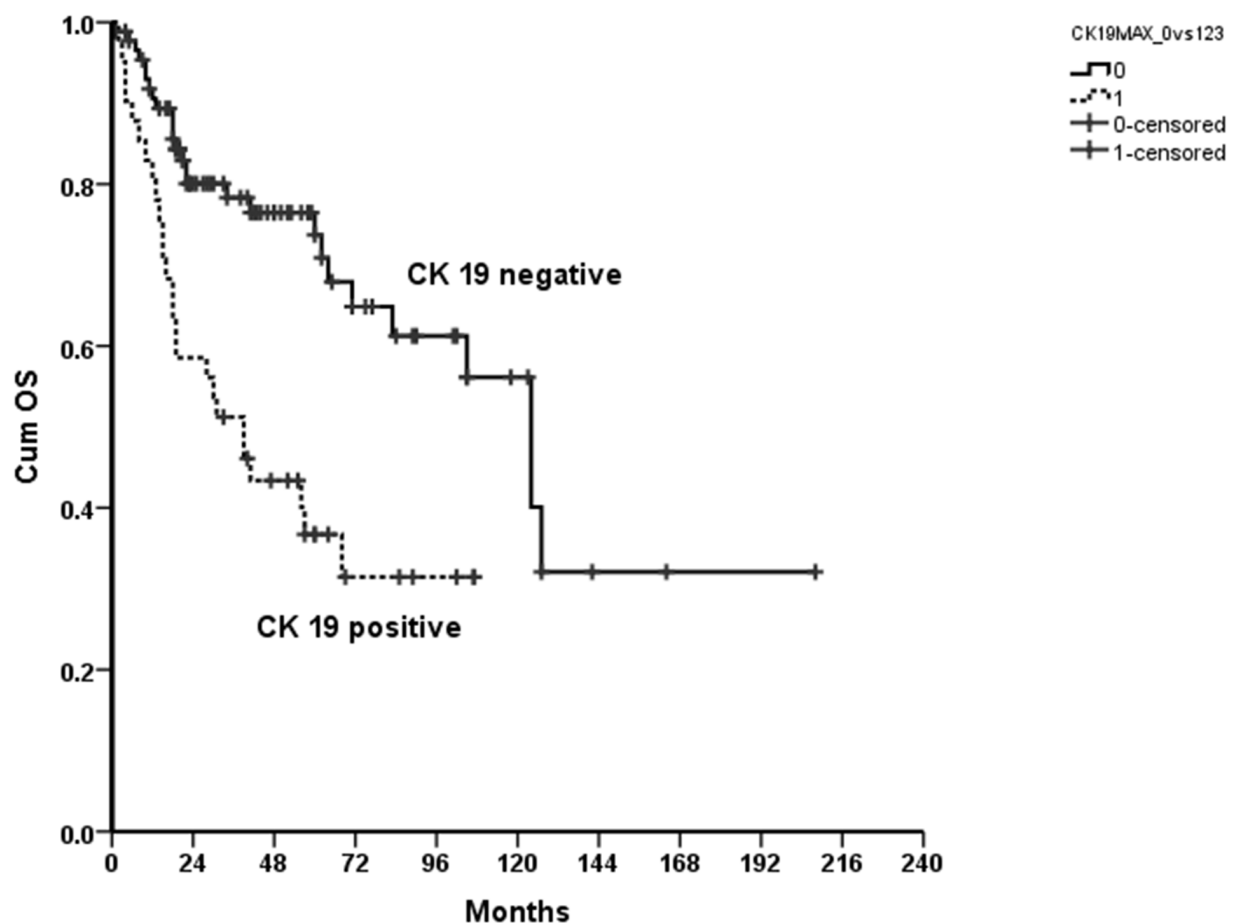 CK19MAX_0vs123
0
1
0-censored
1-censored
1.0
0.8
0.6
0.4
0.2
0.0
Cum OS
CK 19 negative
CK 19 positive
0 24 48 72 96 120 144 168 192 216 240
Months